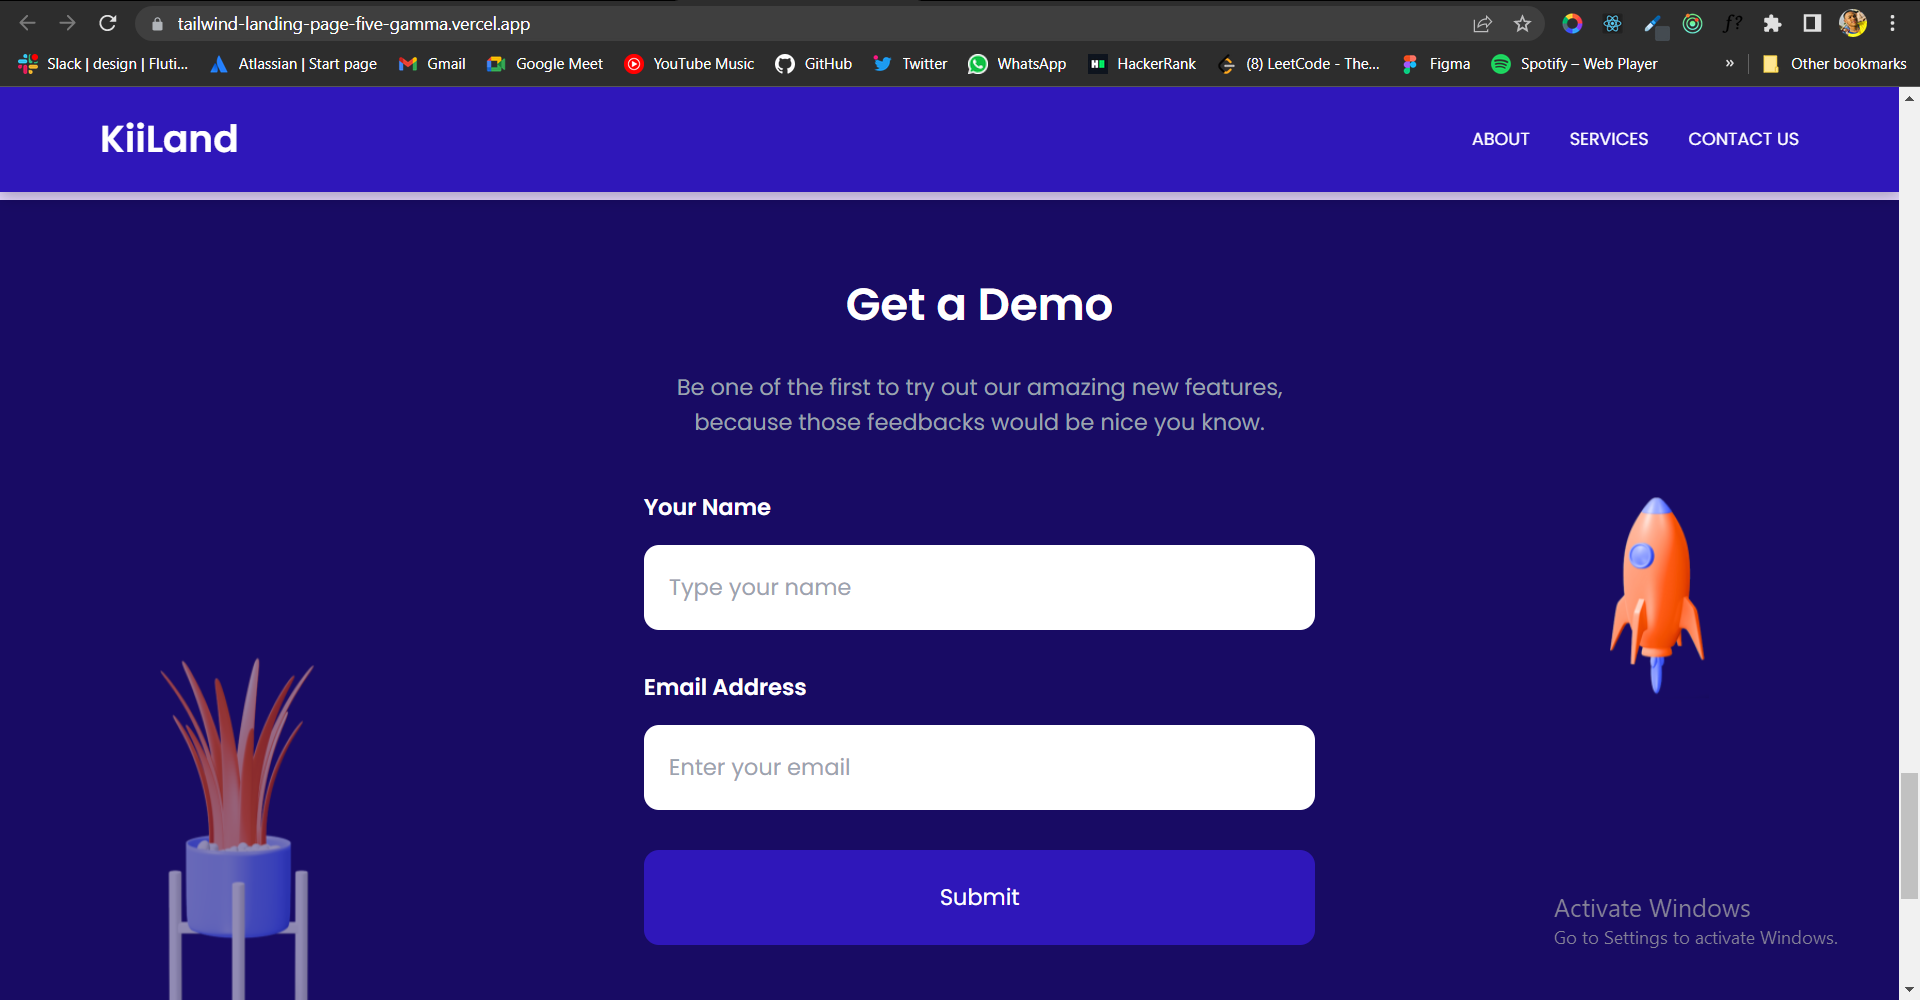 tailwind-landing-page-five-gamma.vercel.app
f?
Slack | design | Fluti... Atlassian | Start page Gmail Google Meet YouTube Music GitHub Twitter WhatsApp HackerRank (8) LeetCode - The... Figma Spotify – Web Player » Other bookmarks
KiiLand ABOUT SERVICES CONTACT US
Get a Demo
Be one of the first to try out our amazing new features,
because those feedbacks would be nice you know.
Your Name
Type your name
Email Address
Enter your email
Submit
Activate Windows
Go to Settings to activate Windows.